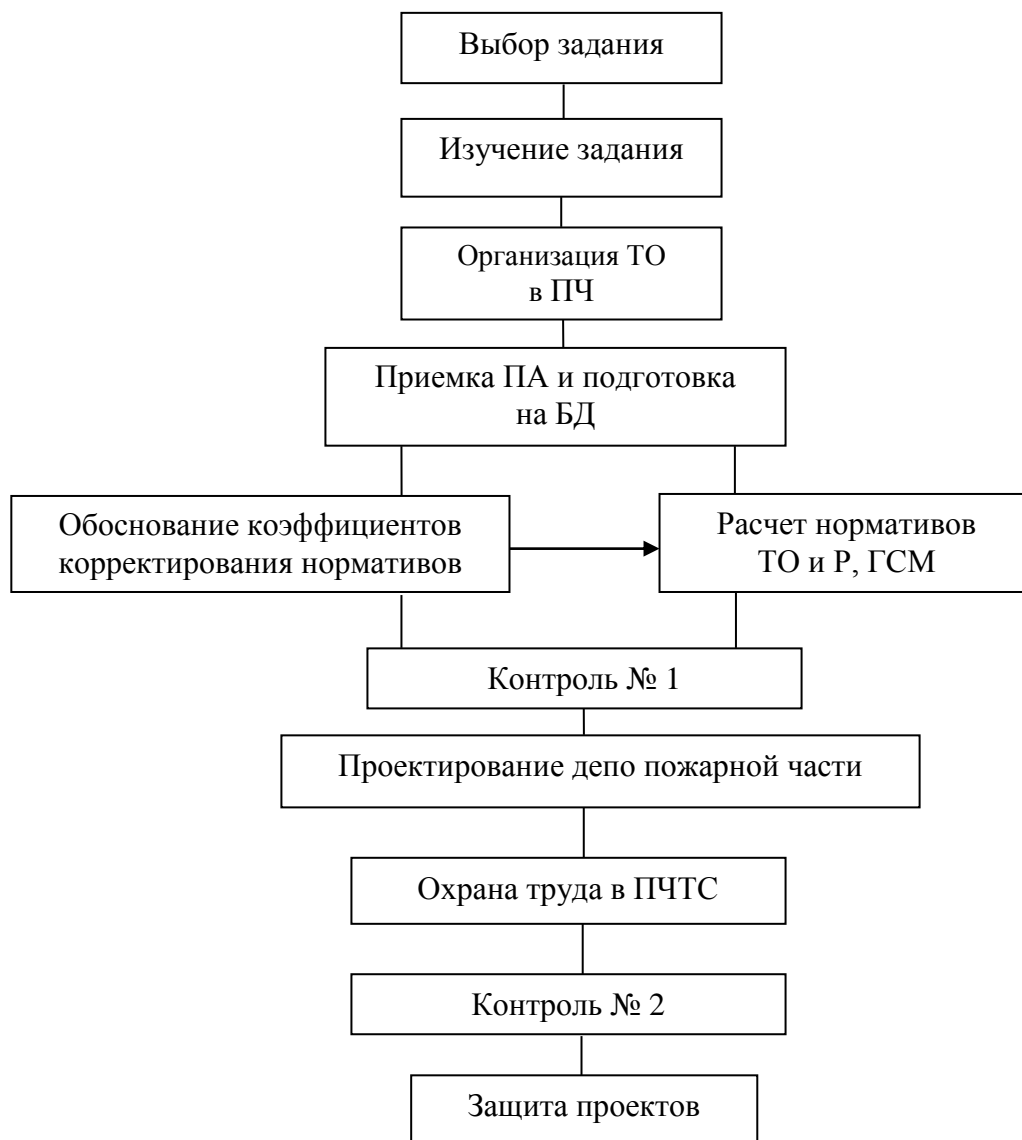 Выбор задания
Изучение задания
Организация ТО
в ПЧ
Приемка ПА и подготовка
на БД
Обоснование коэффициентов
корректирования нормативов
Расчет нормативов
ТО и Р, ГСМ
Контроль № 1
Проектирование депо пожарной части
Охрана труда в ПЧТС
Контроль № 2
Защита проектов